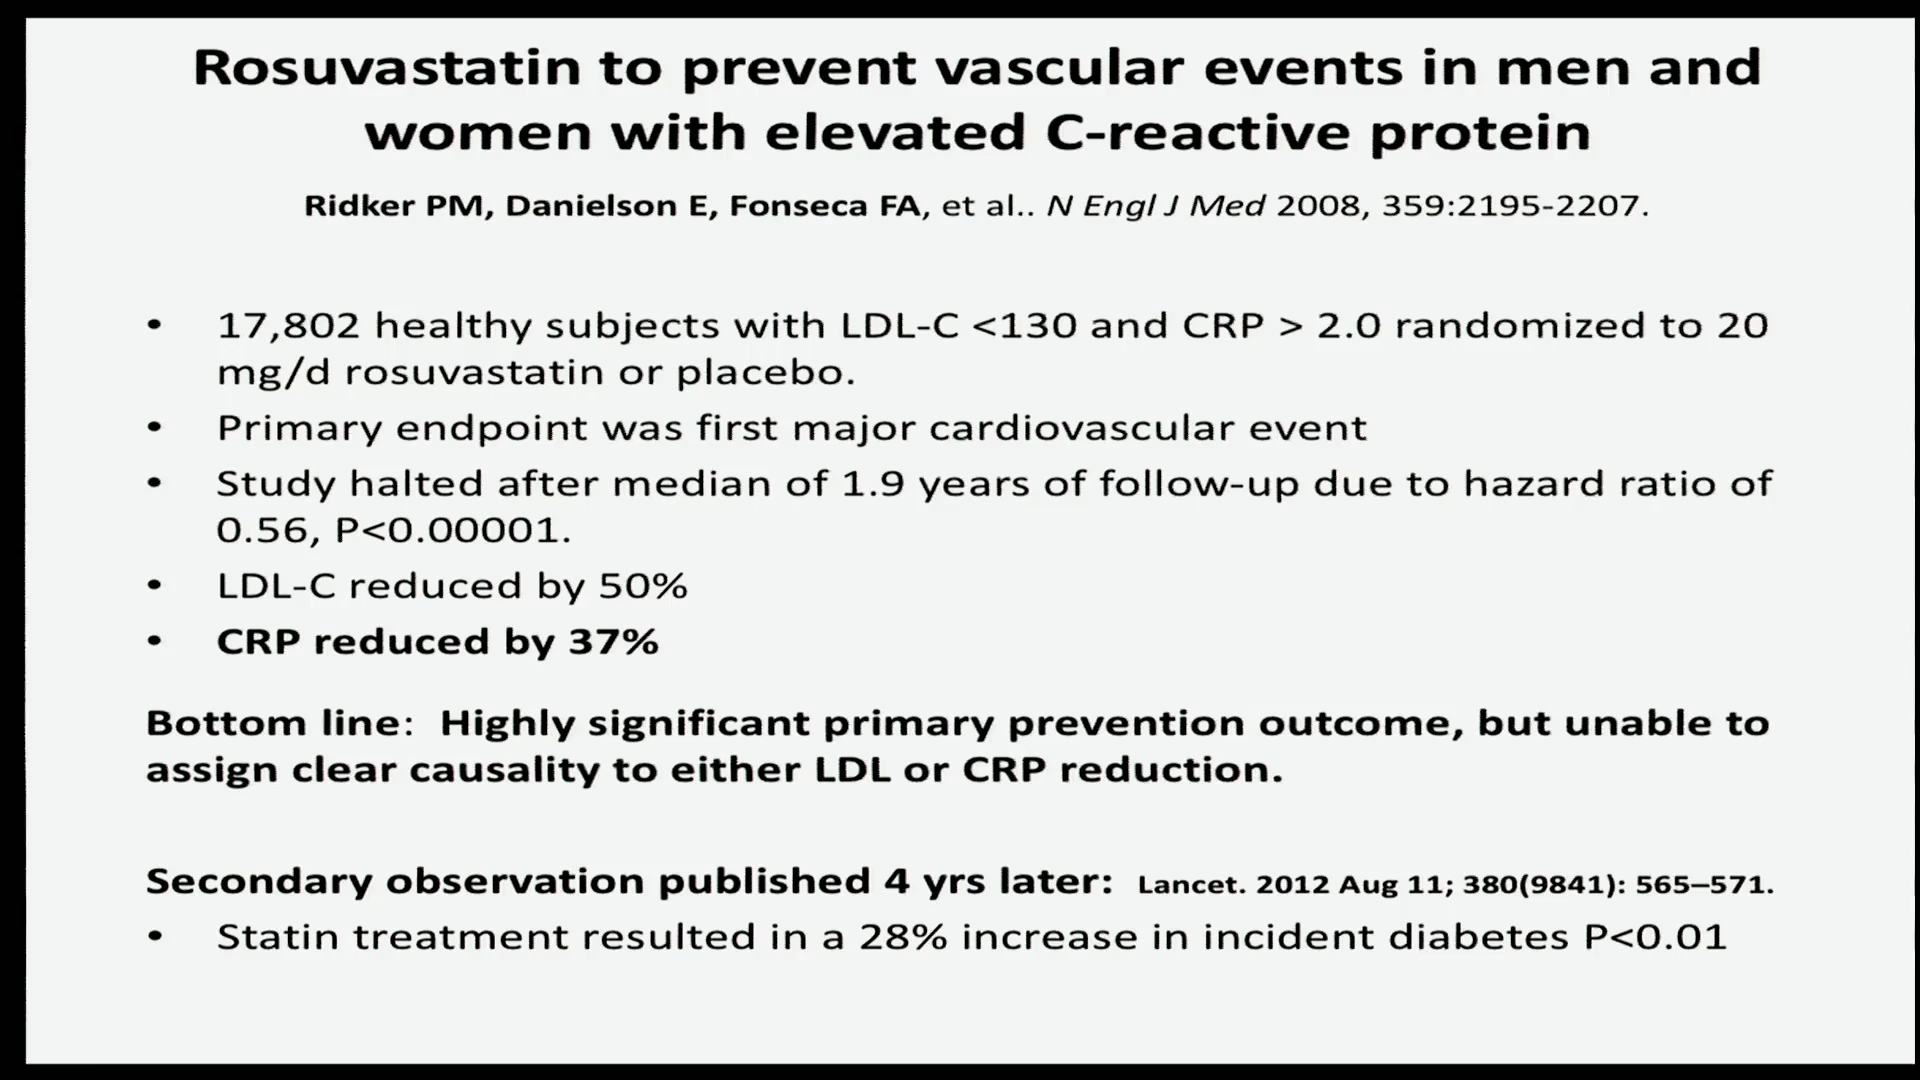 Rosuvastatin to prevent vascular events in men and
women with elevated C-reactive protein
Ridker PM, Danielson E, Fonseca FA, et al.. N Engl J Med 2008, 359:2195-2207.
• 17,802 healthy subjects with LDL-C <130 and CRP > 2.0 randomized to 20
mg/d rosuvastatin or placebo.
• Primary endpoint was first major cardiovascular event
• Study halted after median of 1.9 years of follow-up due to hazard ratio of
0.56, P<0.00001.
• LDL-C reduced by 50%
• CRP reduced by 37%
Bottom line: Highly significant primary prevention outcome, but unable to
assign clear causality to either LDL or CRP reduction.
Secondary observation published 4 yrs later: Lancet. 2012 Aug 11; 380(9841): 565–571.
• Statin treatment resulted in a 28% increase in incident diabetes P<0.01